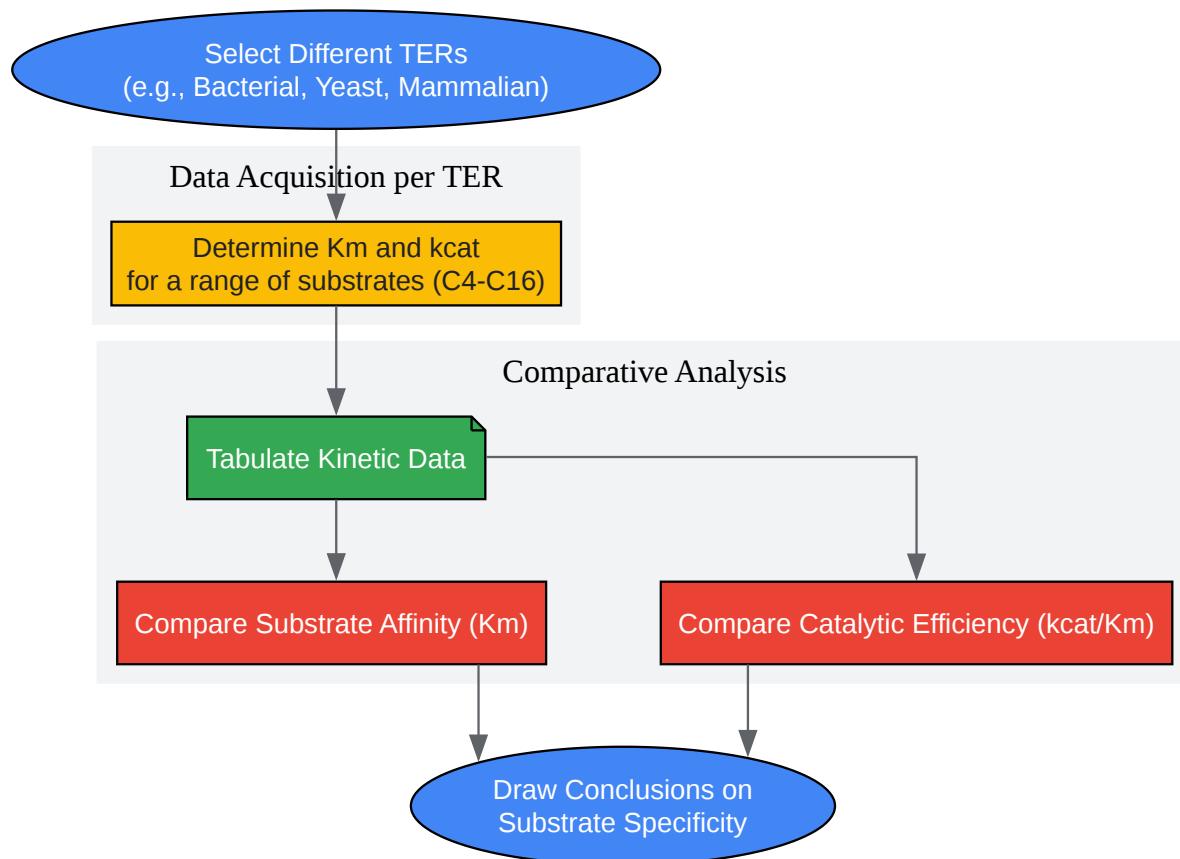 Select Different TERs
(e.g., Bacterial, Yeast, Mammalian)
Data Acquisition per TER
Determine Km and kcat
for a range of substrates (C4-C16)
Comparative Analysis
Tabulate Kinetic Data
Compare Substrate Affinity (Km)
Compare Catalytic Efficiency (kcat/Km)
Draw Conclusions on
Substrate Specificity